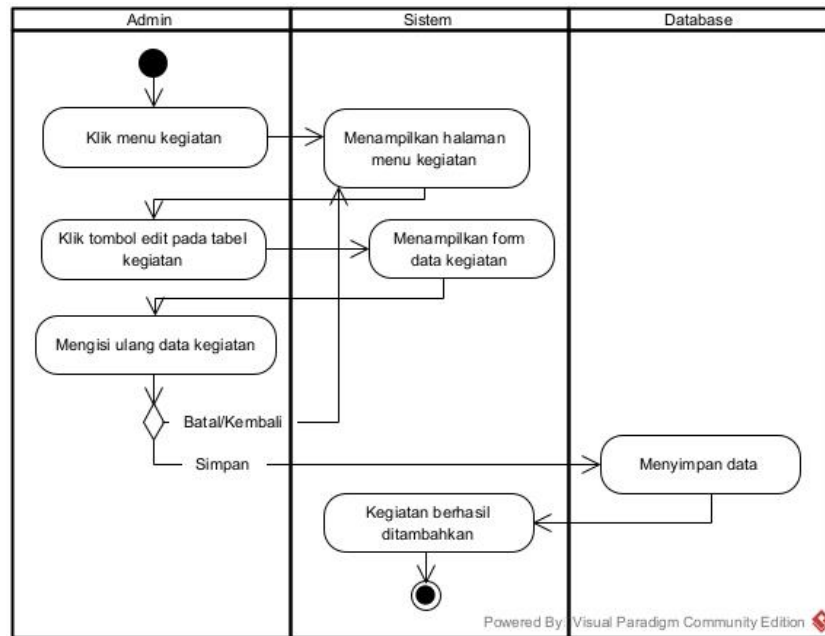 Admin
Sistem
Database
Klik menu kegiatan
Menampilkan halaman
menu kegiatan
Klik tombol edit pada tabel
kegiatan
Menampilkan form
data kegiatan
Mengisi ulang data kegiatan
Batal/Kembali
Simpan
Menyimpan data
Kegiatan berhasil
ditambahkan
Powered By: Visual Paradigm Community Edition